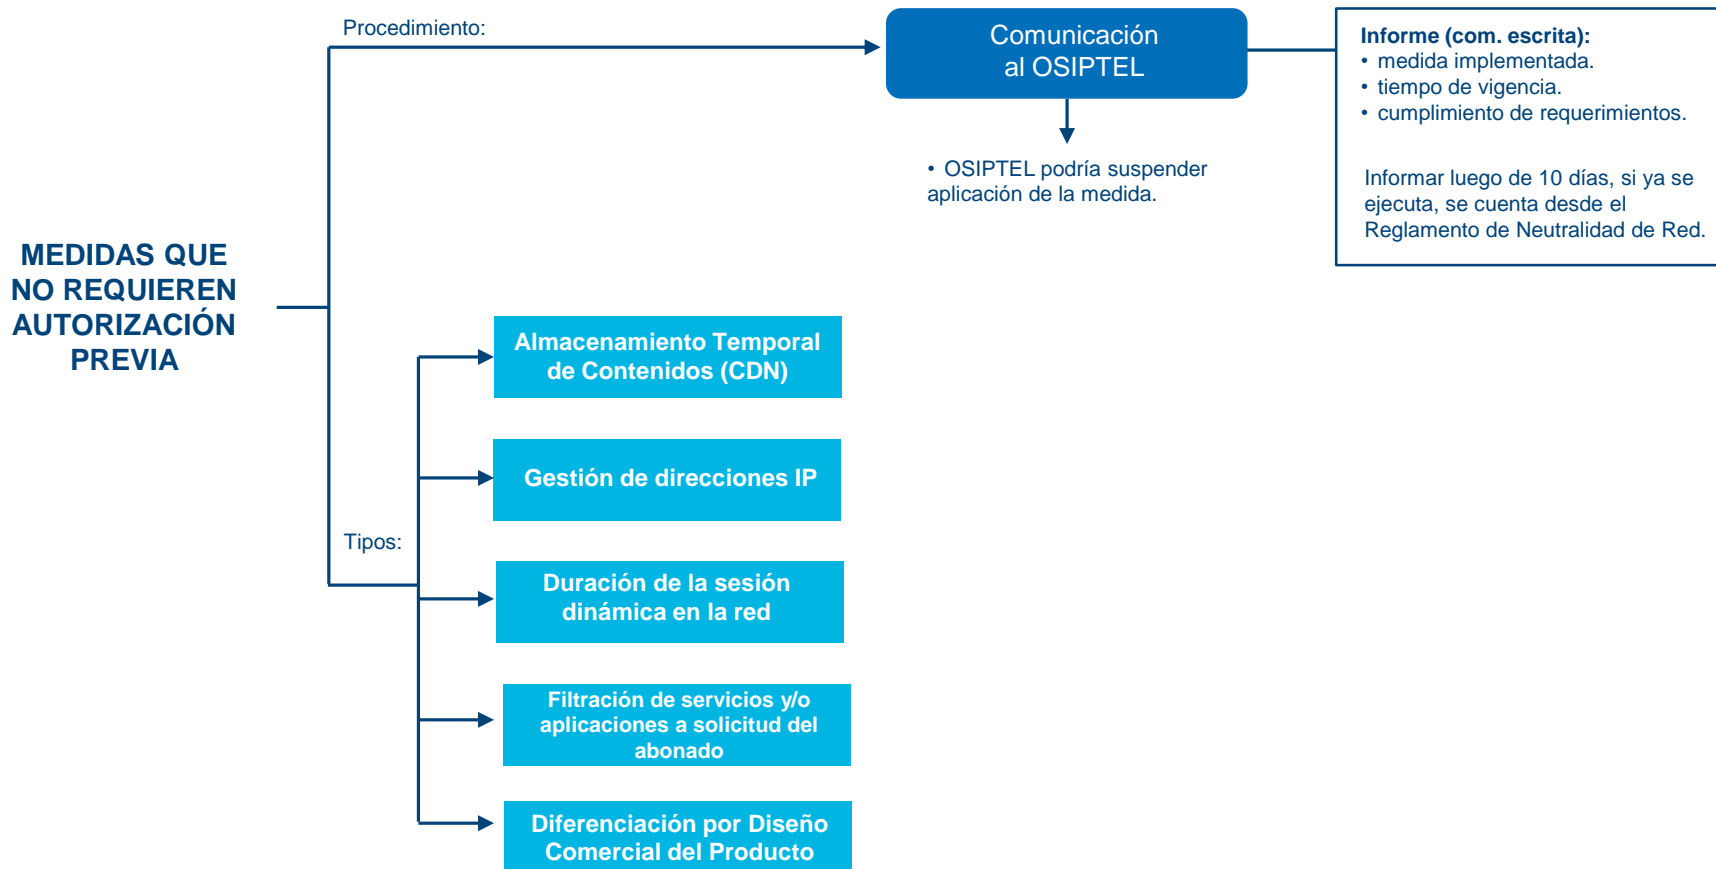 Procedimiento:
Comunicación
al OSIPTEL
• OSIPTEL podría suspender
aplicación de la medida.
Informe (com. escrita):
• medida implementada.
• tiempo de vigencia.
• cumplimiento de requerimientos.
Informar luego de 10 días, si ya se
ejecuta, se cuenta desde el
Reglamento de Neutralidad de Red.
MEDIDAS QUE
NO REQUIEREN
AUTORIZACIÓN
PREVIA
Tipos:
Almacenamiento Temporal
de Contenidos (CDN)
Gestión de direcciones IP
Duración de la sesión
dinámica en la red
Filtración de servicios y/o
aplicaciones a solicitud del
abonado
Diferenciación por Diseño
Comercial del Producto